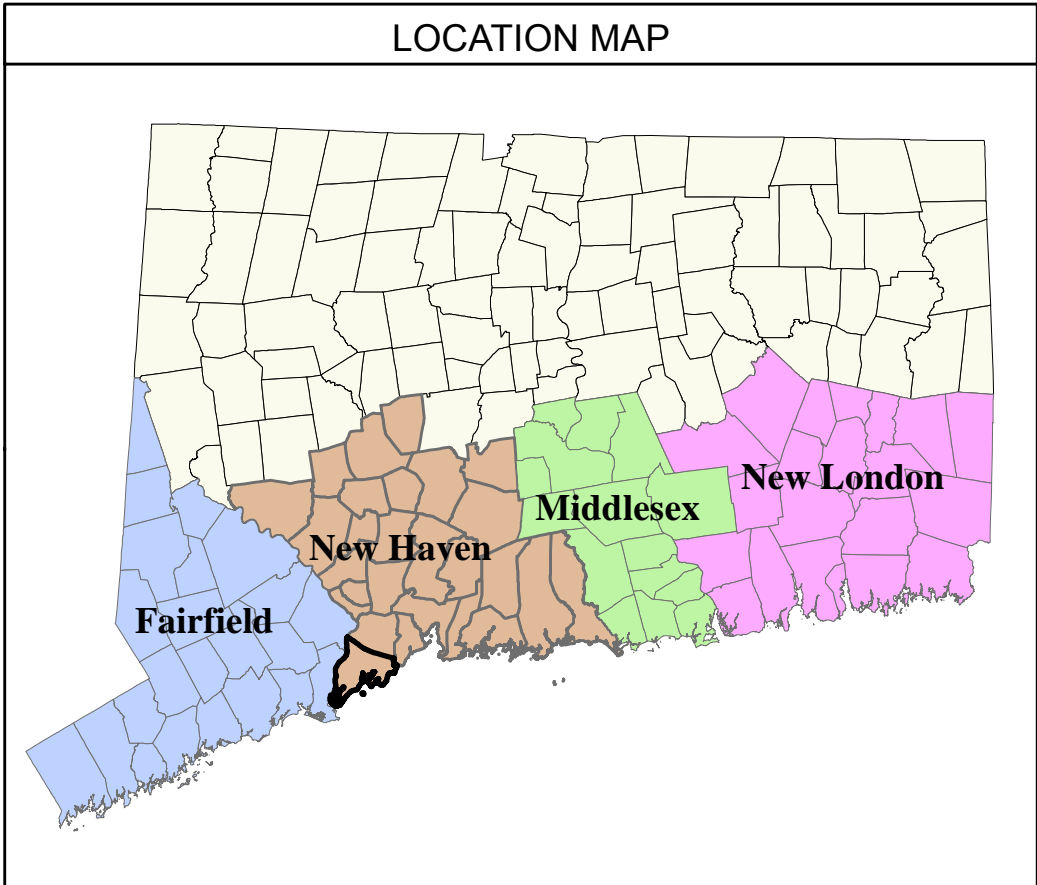 LOCATION MAP
New London
Middlesex
New Haven
Fairfield